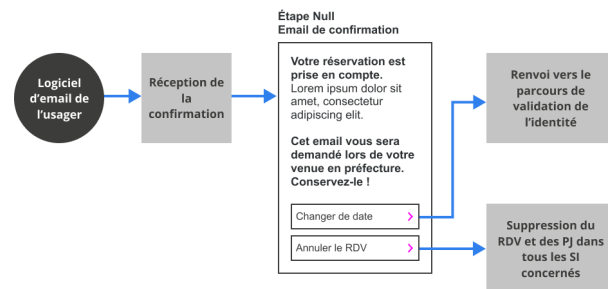 Étape Null
Email de confirmation
Logiciel
d'email de
l'usager
Réception de
la
confirmation
Votre réservation est
prise en compte.
Lorem ipsum dolor sit
amet, consectetur
adipiscing elit.
Cet email vous sera
demandé lors de votre
venue en préfecture.
Conservez-le !
Changer de date
Annuler le RDV
Renvoi vers le
parcours de
validation de
l'identité
Suppression du
RDV et des PJ dans
tous les SI
concernés